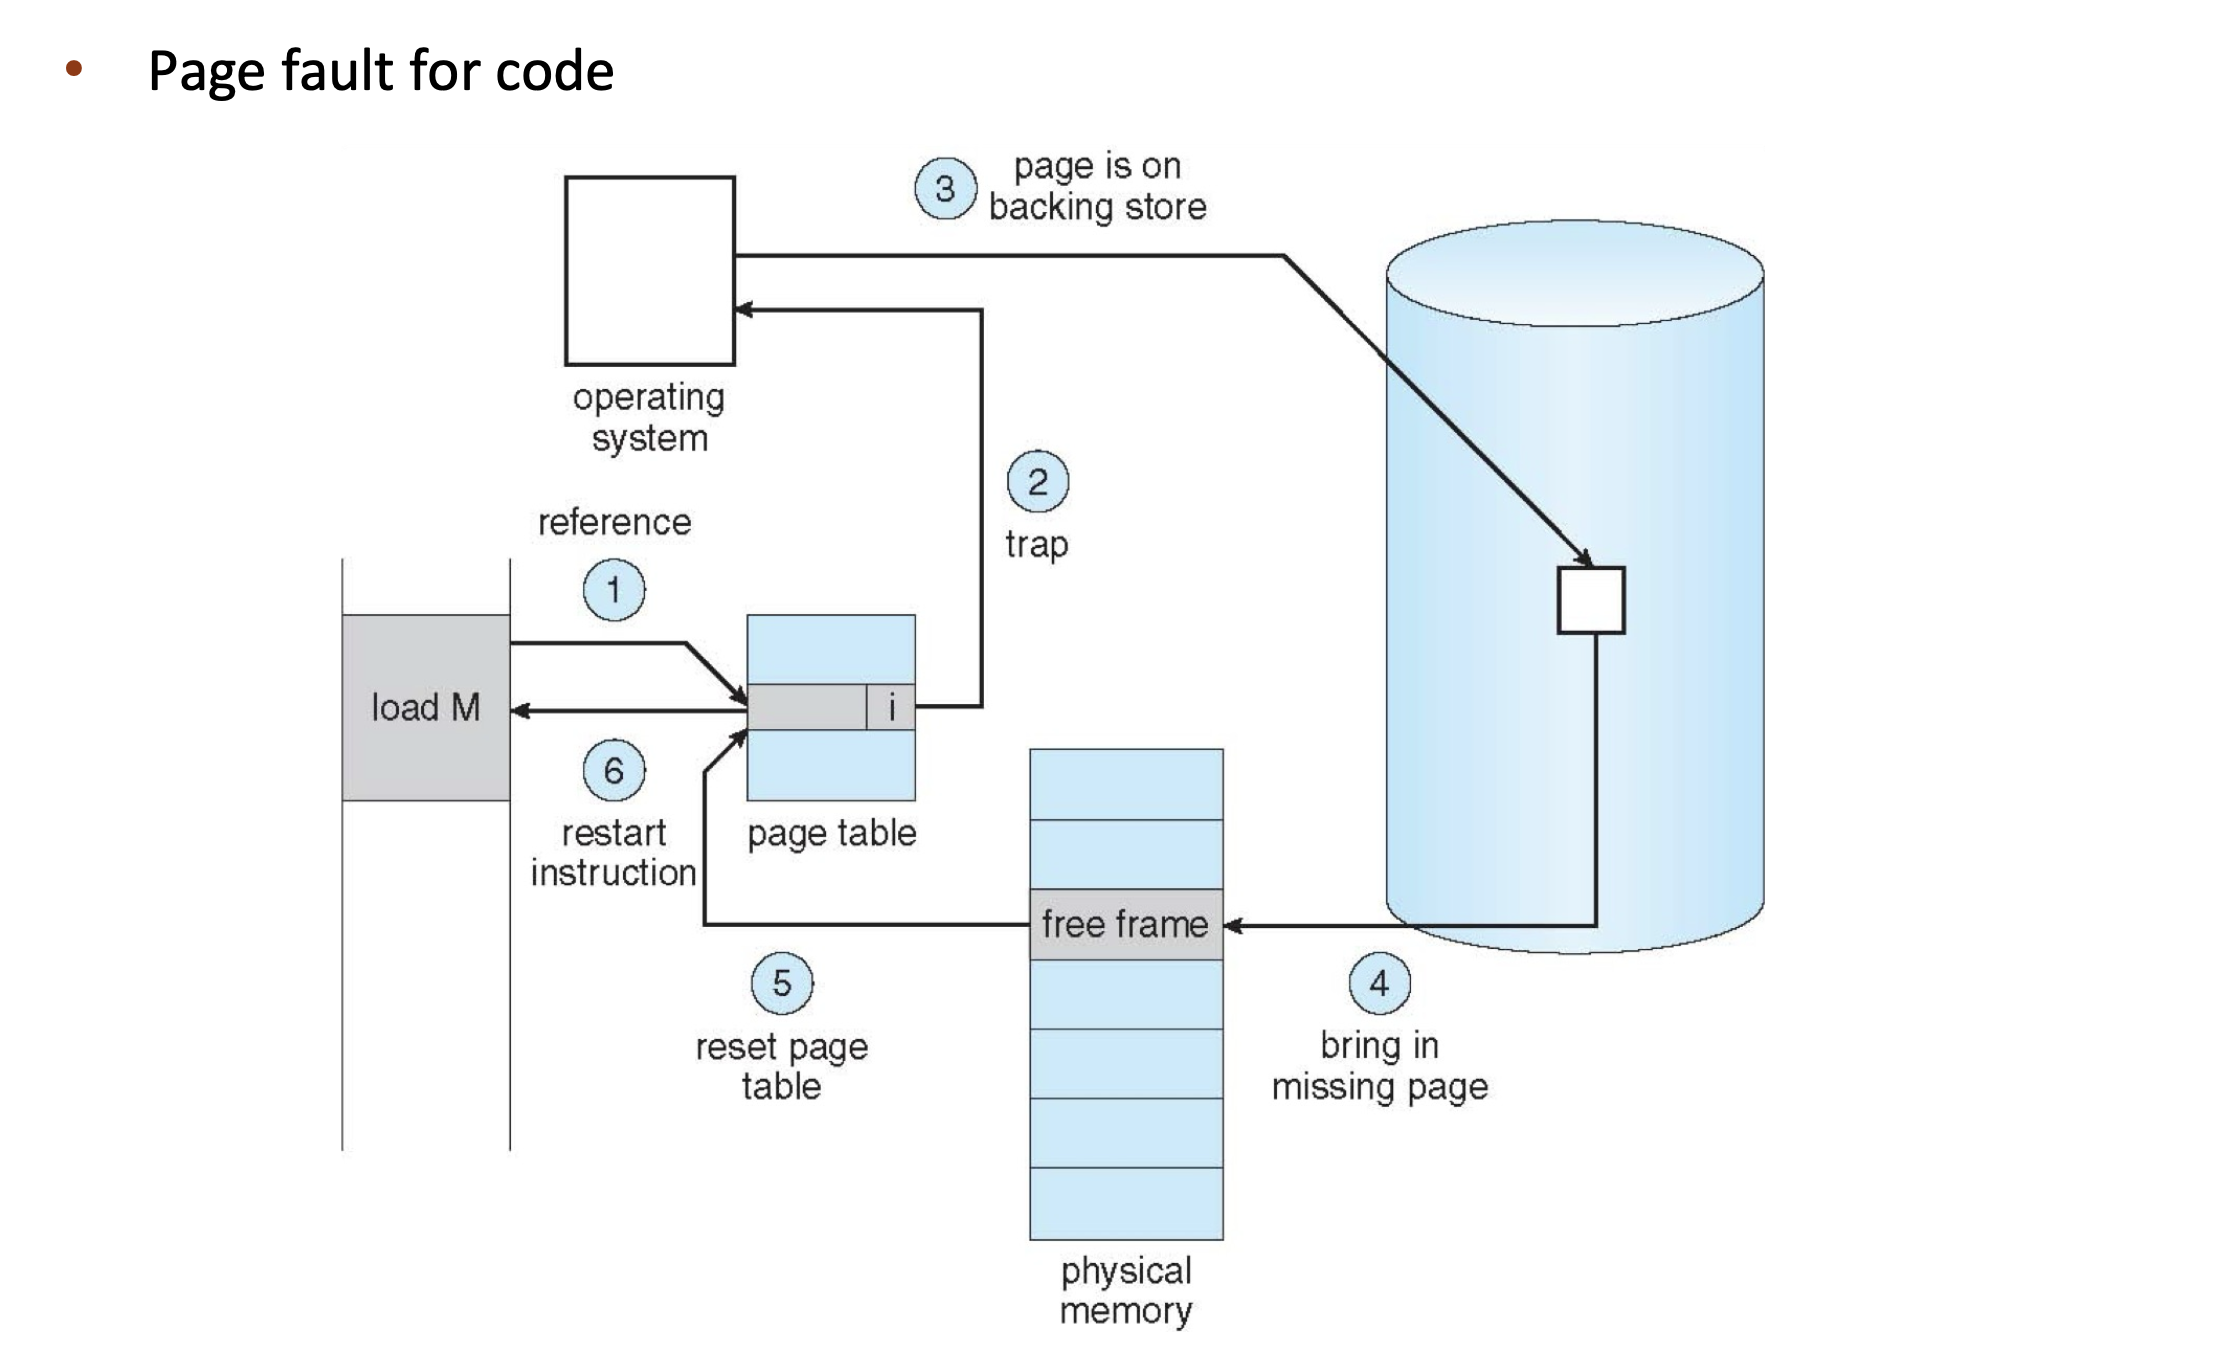 • Page fault for code
3
page is on
backing store
operating
system
2
trap
reference
1
load M
i
6
restart
instruction
page table
free frame
5
reset page
table
4
bring in
missing page
physical
memory